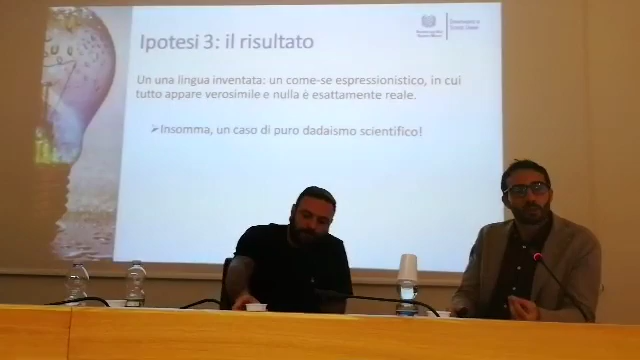 Ipotesi 3: il risultato
Un una lingua inventata: un come-se espressionistico, in cui
tutto appare verosimile e nulla è esattamente reale.
➢Insomma, un caso di puro dadaismo scientifico!